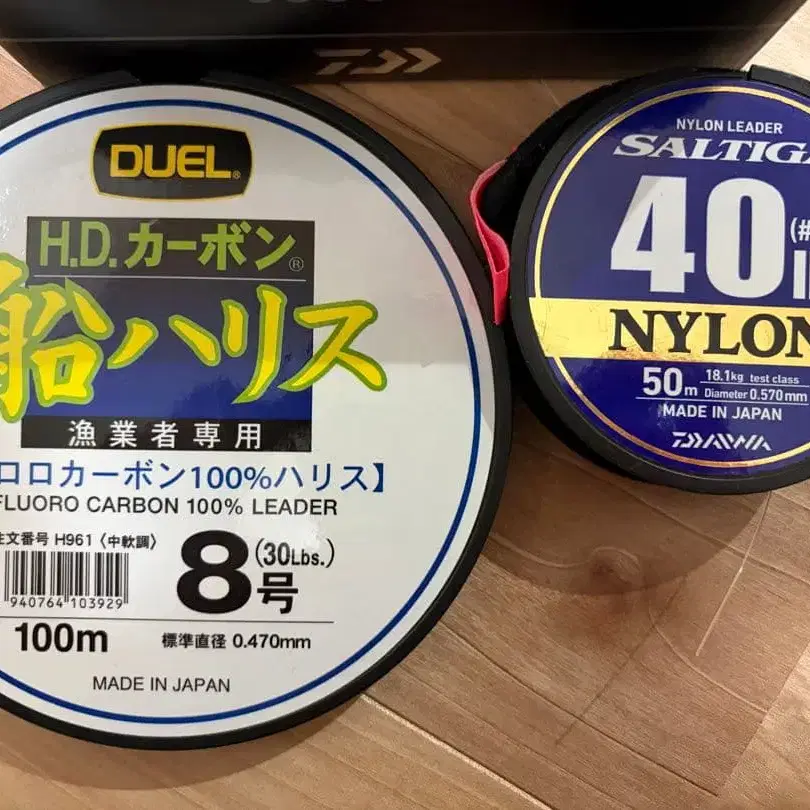 DUEL®
H.D.カーボン®
船ハリス
漁業者専用
ロロカーボン100%ハリス】
FLUORO CARBON 100% LEADER
注文番号 H961〈中軟調〉
8号 (30Lbs.)
940764 103929
100m
標準直径 0.470mm
MADE IN JAPAN
NYLON LEADER
SALTIGA
40 (#
NYLON
50m
18.1kg test class
Diameter 0.570mm
MADE IN JAPAN
DAIWA